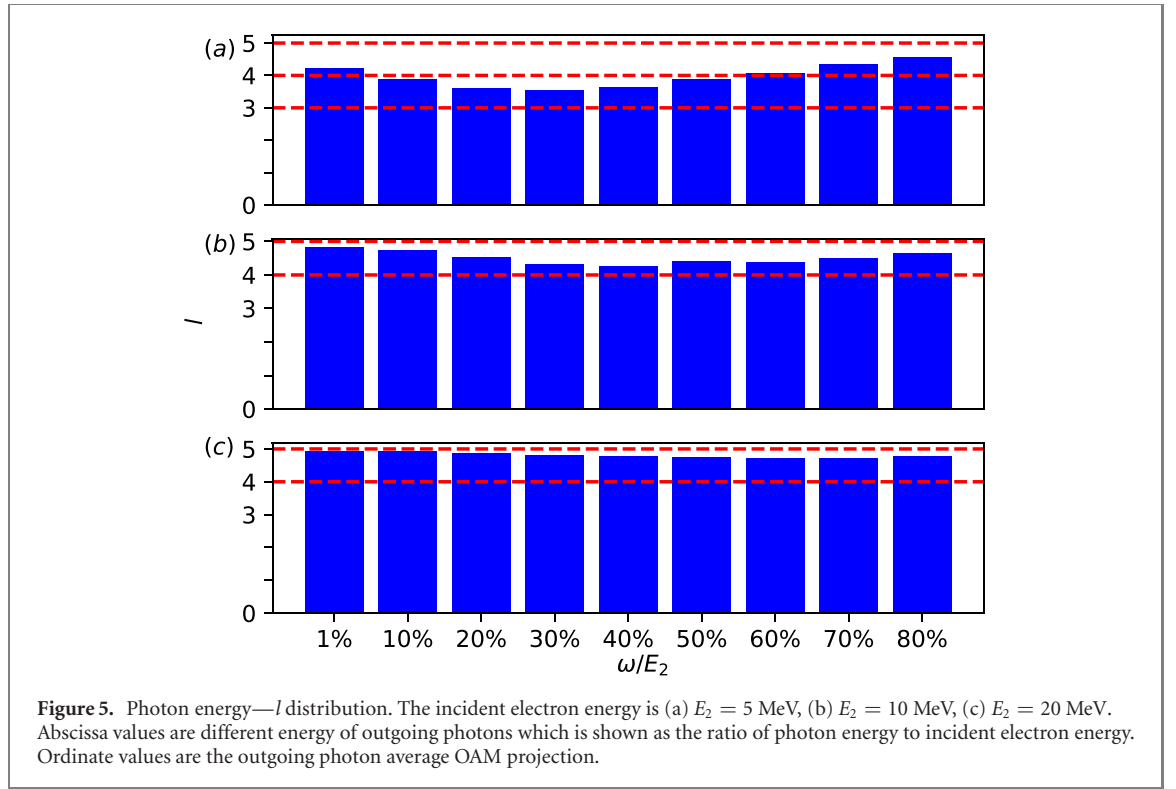 (a) 5
4
3
0
(b) 5
4
3
0
l
(c) 5
4
3
0
1% 10% 20% 30% 40% 50% 60% 70% 80%
ω/E₂
Figure 5. Photon energy—l distribution. The incident electron energy is (a) E₂ = 5 MeV, (b) E₂ = 10 MeV, (c) E₂ = 20 MeV.
Abscissa values are different energy of outgoing photons which is shown as the ratio of photon energy to incident electron energy.
Ordinate values are the outgoing photon average OAM projection.